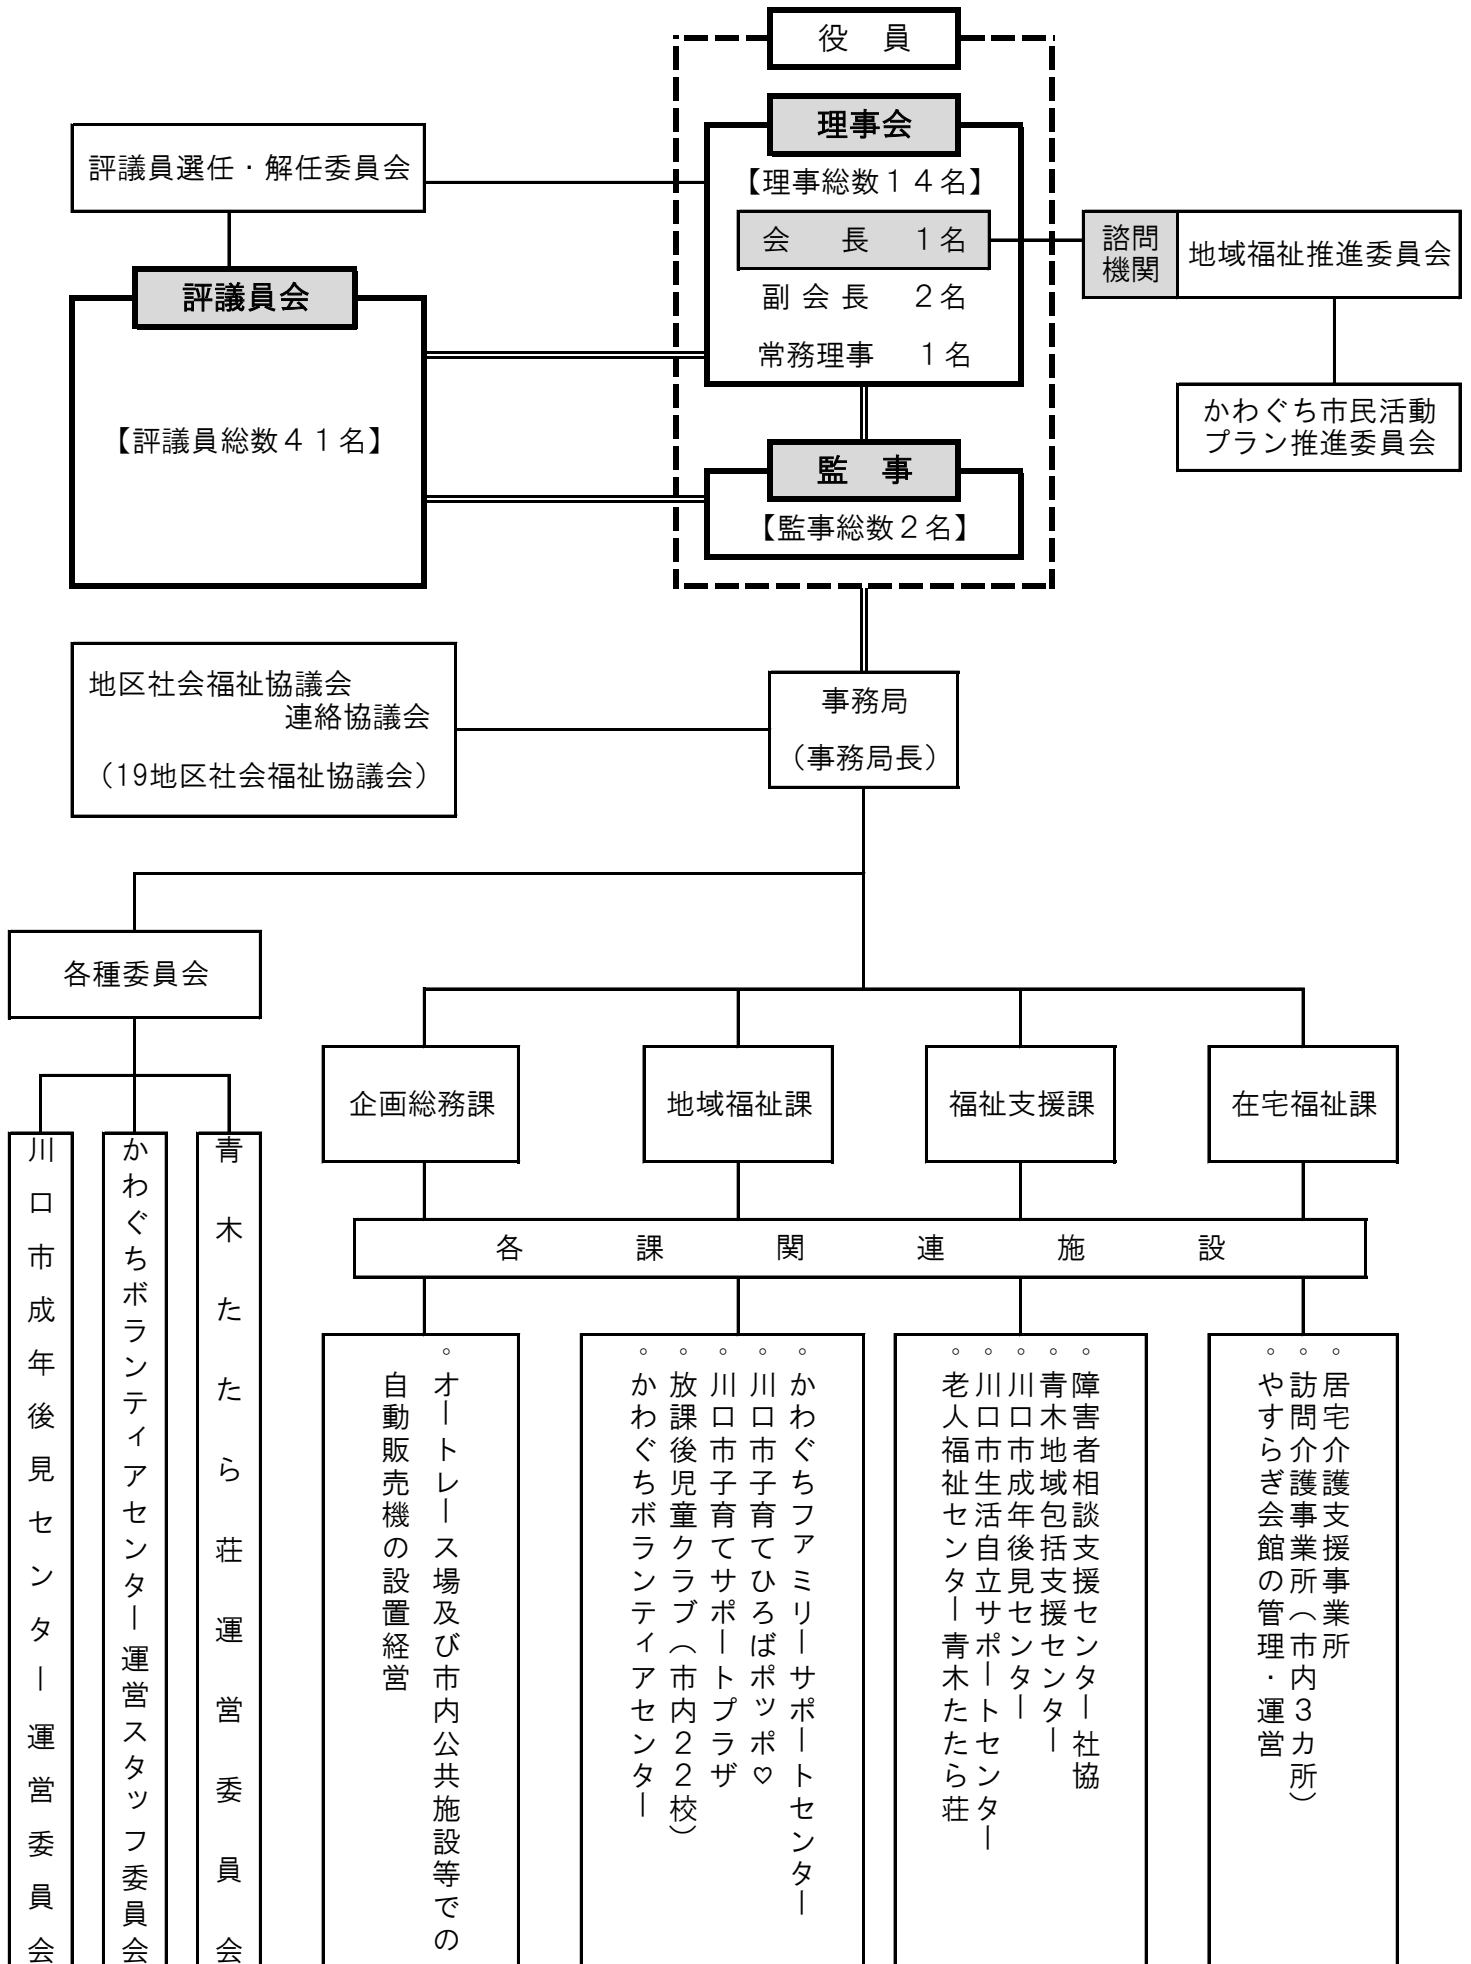 役 員
理事会
【理事総数１４名】
会 長 １名
副 会 長 ２名
常務理事 １名
評議員選任・解任委員会
諮問
機関
地域福祉推進委員会
評議員会
【評議員総数４１名】
かわぐち市民活動
プラン推進委員会
監 事
【監事総数２名】
地区社会福祉協議会
連絡協議会
（19地区社会福祉協議会）
事務局
（事務局長）
各種委員会
企画総務課
地域福祉課
福祉支援課
在宅福祉課
各 課 関 連 施 設
青木たたら荘運営委員会
かわぐちボランティアセンター運営スタッフ委員会
川口市成年後見センター運営委員会
。オートレース場及び市内公共施設等での
自動販売機の設置経営
。かわぐちファミリーサポートセンター
。川口市子育てひろばポッポ♡
。川口市子育てサポートプラザ
。放課後児童クラブ（市内２２校）
。かわぐちボランティアセンター
。障害者相談支援センター社協
。青木地域包括支援センター
。川口市成年後見センター
。川口市生活自立サポートセンター
。老人福祉センター青木たたら荘
。居宅介護支援事業所
。訪問介護事業所（市内３カ所）
。やすらぎ会館の管理・運営